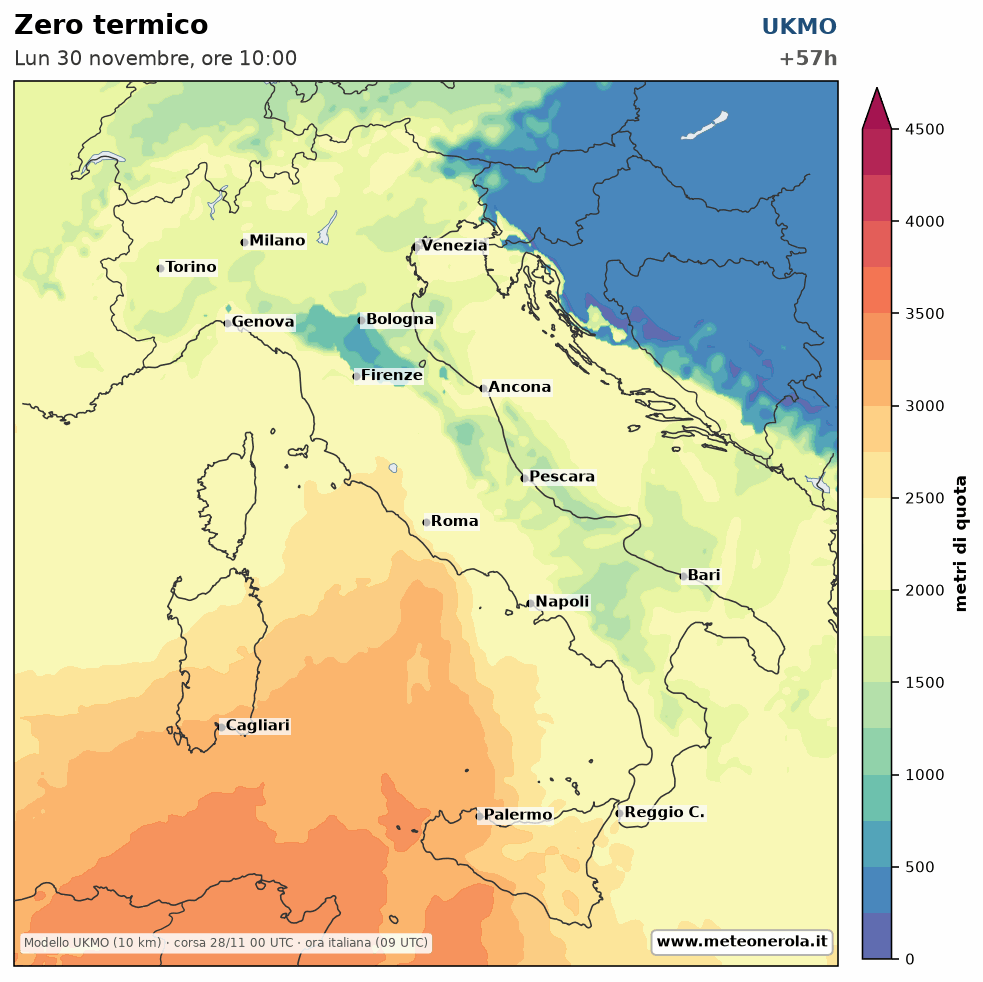 Zero termico
UKMO
Lun 30 novembre, ore 10:00
+57h
Milano
Venezia
Torino
Genova
Bologna
Firenze
Ancona
Pescara
Roma
Bari
Napoli
Cagliari
Palermo
Reggio C.
4500
4000
3500
3000
2500
2000
1500
1000
500
0
metri di quota
Modello UKMO (10 km) · corsa 28/11 00 UTC · ora italiana (09 UTC)
www.meteonerola.it